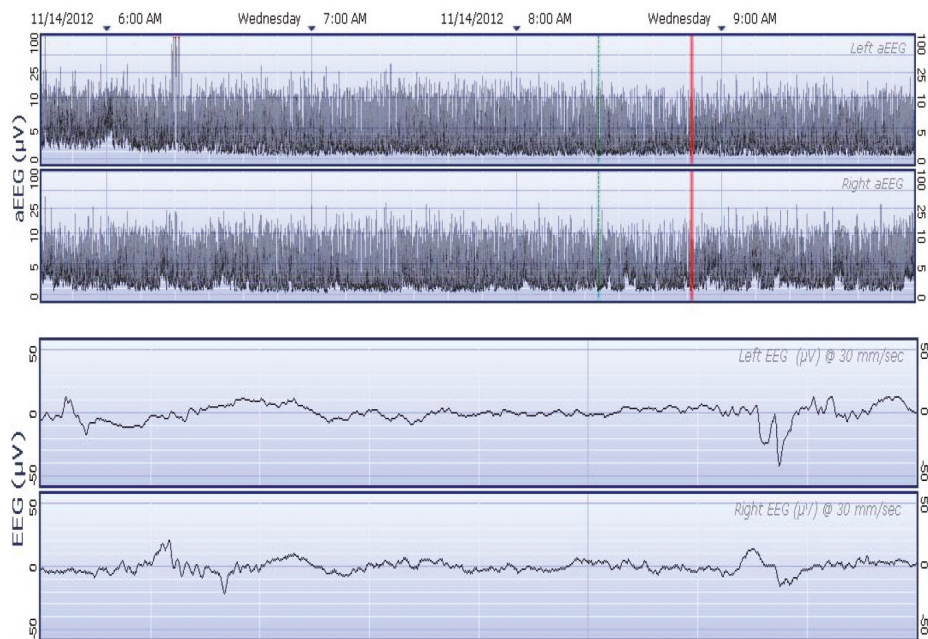 11/14/2012 6:00 AM Wednesday 7:00 AM 11/14/2012 8:00 AM Wednesday 9:00 AM
100 Left aEEG 100
25 25
10 10
5 5
0 0
aEEG (µV)
100 Right aEEG 100
25 25
10 10
5 5
0 0
50 Left EEG (µV) @ 30 mm/sec 50
0 0
-50 -50
EEG (µV)
50 Right EEG (µV) @ 30 mm/sec 50
0 0
-50 -50